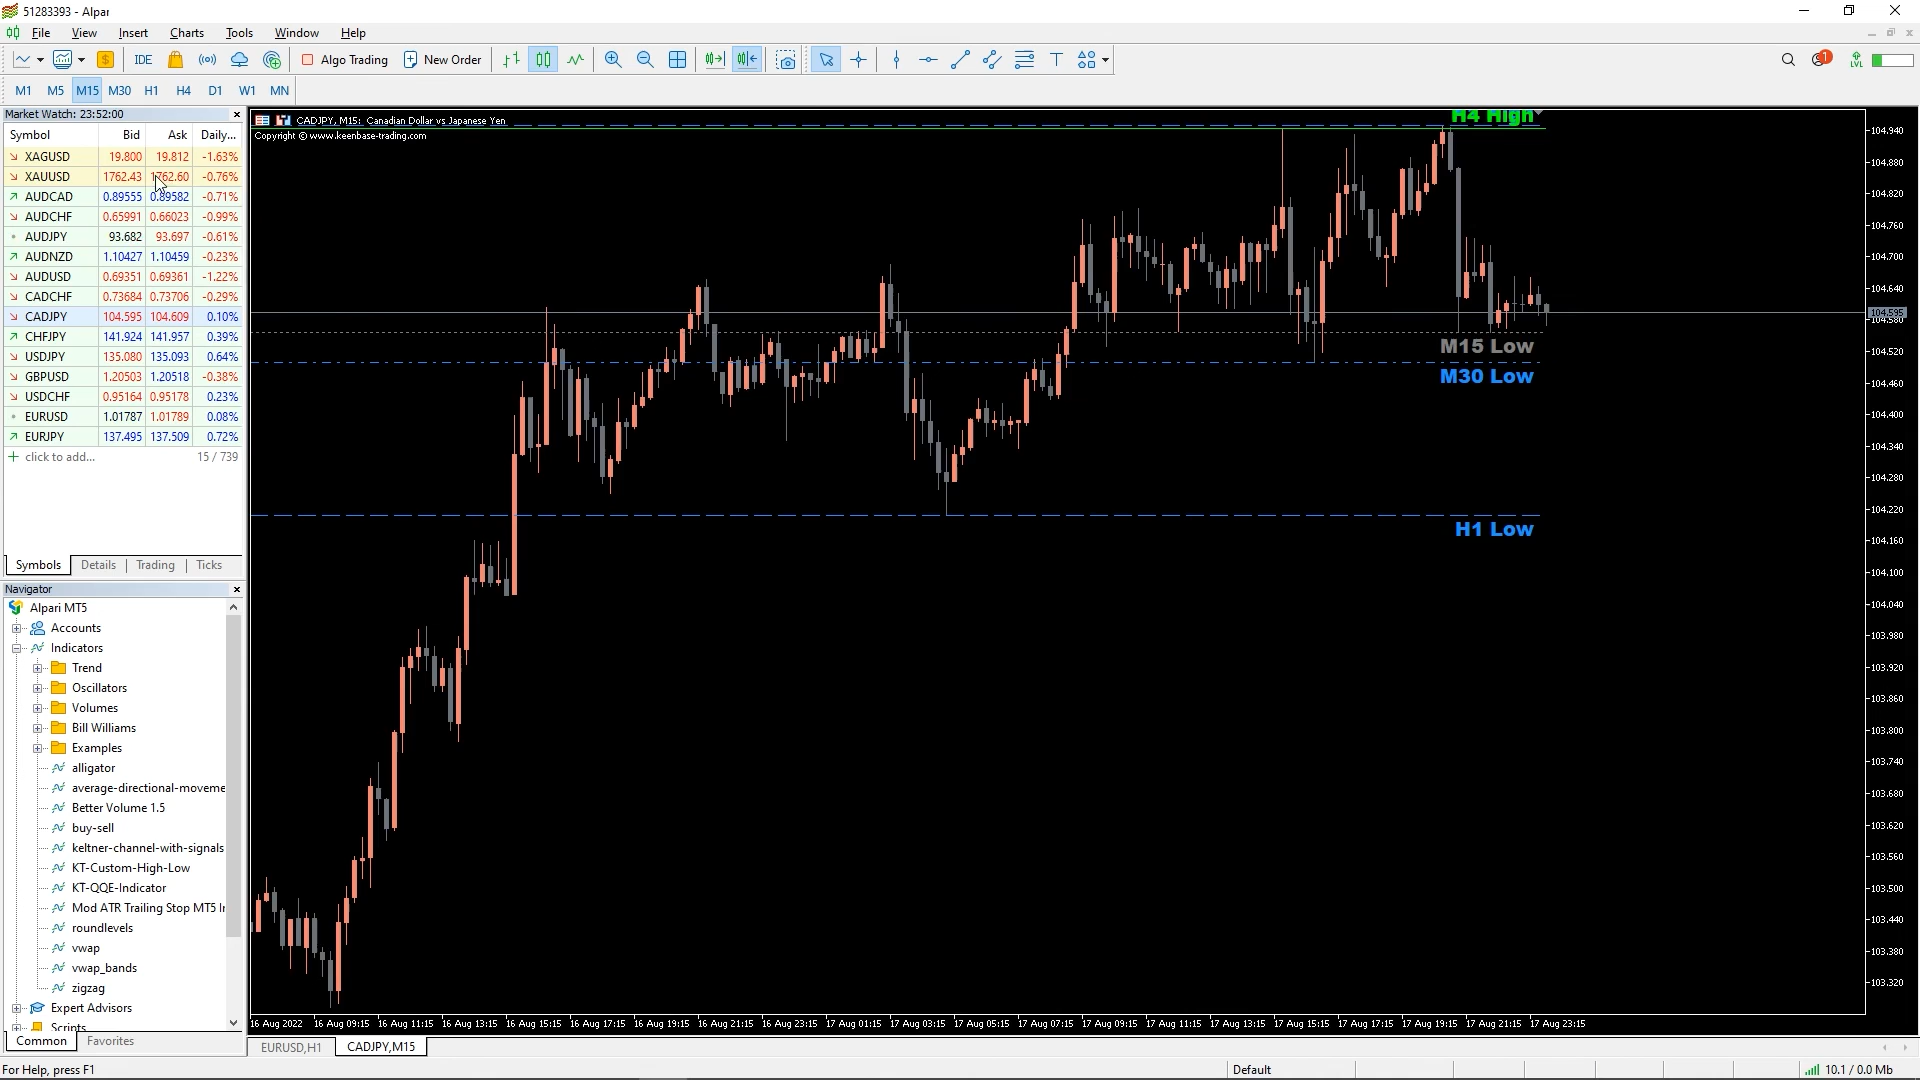 51283393 - Alpar
File View Insert Charts Tools Window Help
IDE Algo Trading New Order 1 LVL
M1 M5 M15 M30 H1 H4 D1 W1 MN
Market Watch: 23:52:00
Symbol Bid Ask Daily...
XAGUSD 19.800 19.812 -1.63%
XAUUSD 1762.43 1762.60 -0.76%
AUDCAD 0.89555 0.89582 -0.71%
AUDCHF 0.65991 0.66023 -0.99%
AUDJPY 93.682 93.697 -0.61%
AUDNZD 1.10427 1.10459 -0.23%
AUDUSD 0.69351 0.69361 -1.22%
CADCHF 0.73684 0.73706 -0.29%
CADJPY 104.595 104.609 0.10%
CHFJPY 141.924 141.957 0.39%
USDJPY 135.080 135.093 0.64%
GBPUSD 1.20503 1.20518 -0.38%
USDCHF 0.95164 0.95178 0.23%
EURUSD 1.01787 1.01789 0.08%
EURJPY 137.495 137.509 0.72%
click to add... 15 / 739
Symbols Details Trading Ticks
Navigator
Alpari MT5
Accounts
Indicators
Trend
Oscillators
Volumes
Bill Williams
Examples
alligator
average-directional-moveme
Better Volume 1.5
buy-sell
keltner-channel-with-signals
KT-Custom-High-Low
KT-QQE-Indicator
Mod ATR Trailing Stop MT5 Ir
roundlevels
vwap
vwap_bands
zigzag
Expert Advisors
Scripts
Common Favorites
CADJPY, M15: Canadian Dollar vs Japanese Yen
Copyright © www.keenbase-trading.com
H4 High
M15 Low
M30 Low
H1 Low
104.940
104.880
104.820
104.760
104.700
104.640
104.595
104.580
104.520
104.460
104.400
104.340
104.280
104.220
104.160
104.100
104.040
103.980
103.920
103.860
103.800
103.740
103.680
103.620
103.560
103.500
103.440
103.380
103.320
16 Aug 2022 16 Aug 09:15 16 Aug 11:15 16 Aug 13:15 16 Aug 15:15 16 Aug 17:15 16 Aug 19:15 16 Aug 21:15 16 Aug 23:15 17 Aug 01:15 17 Aug 03:15 17 Aug 05:15 17 Aug 07:15 17 Aug 09:15 17 Aug 11:15 17 Aug 13:15 17 Aug 15:15 17 Aug 17:15 17 Aug 19:15 17 Aug 21:15 17 Aug 23:15
EURUSD,H1 CADJPY,M15
For Help, press F1 Default 10.1 / 0.0 Mb